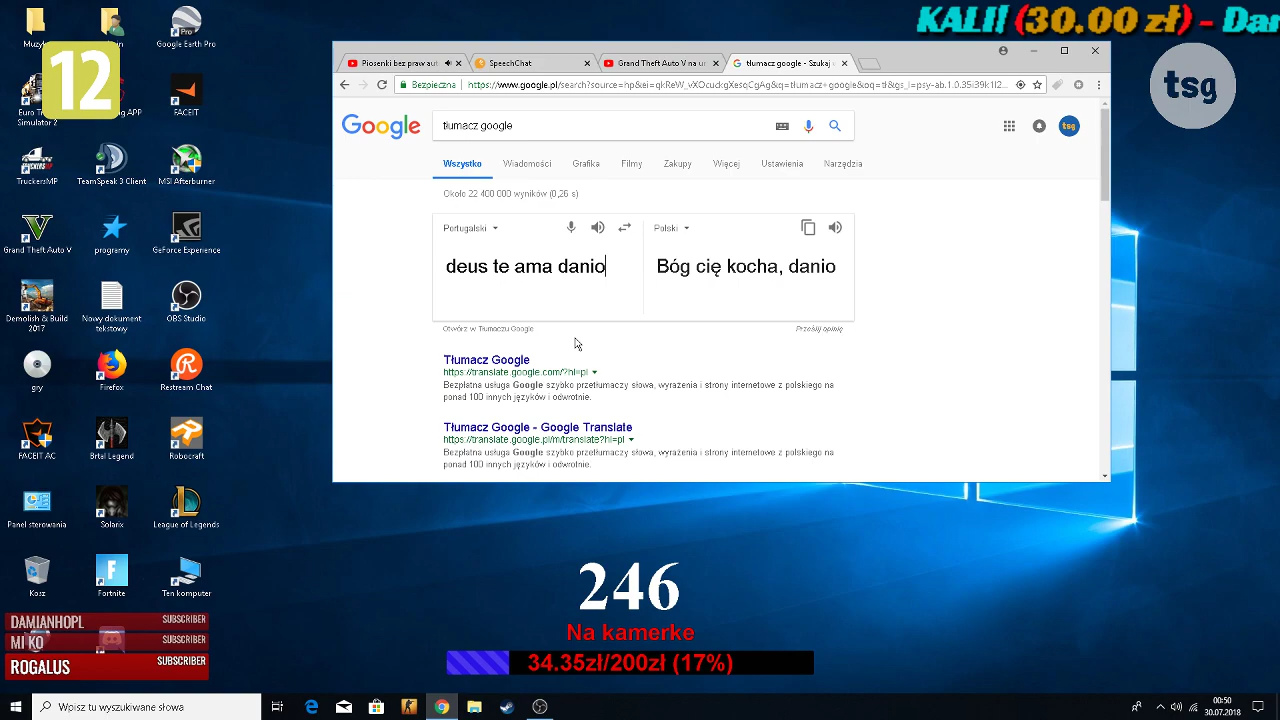 KALI! (30.00 zł) - Dar
12
tsg
Google Earth Pro
Euro Tr
Simulator 2
FACEIT
TruckersMP
TeamSpeak 3 Client
MSI Afterburner
Grand Theft Auto V
programy
GeForce Experience
Demolish & Build 2017
Nowy dokument tekstowy
OBS Studio
gry
Firefox
Restream Chat
FACEIT AC
Brtal Legend
Robocraft
Panel sterowania
Solarix
League of Legends
Kosz
Fortnite
Ten komputer
Piosenki bez praw aut
SpeechChat
Grand Theft Auto V na ur
tłumacz google - Szukaj
Bezpieczna
Google
tłumacz google
tsg
Wszystko Wiadomości Grafika Filmy Zakupy Więcej Ustawienia Narzędzia
Około 22 400 000 wyników (0,26 s)
Portugalski
Polski
deus te ama danio
Bóg cię kocha, danio
Otwórz w Tłumaczu Google
Prześlij opinię
Tłumacz Google
https://translate.google.com/?hl=pl
Bezpłatna usługa Google szybko przetłumaczy słowa, wyrażenia i strony internetowe z polskiego na
ponad 100 innych języków i odwrotnie.
Tłumacz Google - Google Translate
https://translate.google.pl/m/translate?hl=pl
Bezpłatna usługa Google szybko przetłumaczy słowa, wyrażenia i strony internetowe z polskiego na
ponad 100 innych języków i odwrotnie.
246
Na kamerke
34.35zł/200zł (17%)
DAMIANHOPL SUBSCRIBER
MI KO SUBSCRIBER
ROGALUS SUBSCRIBER
Wpisz tu wyszukiwane słowa
00:50
30.07.2018